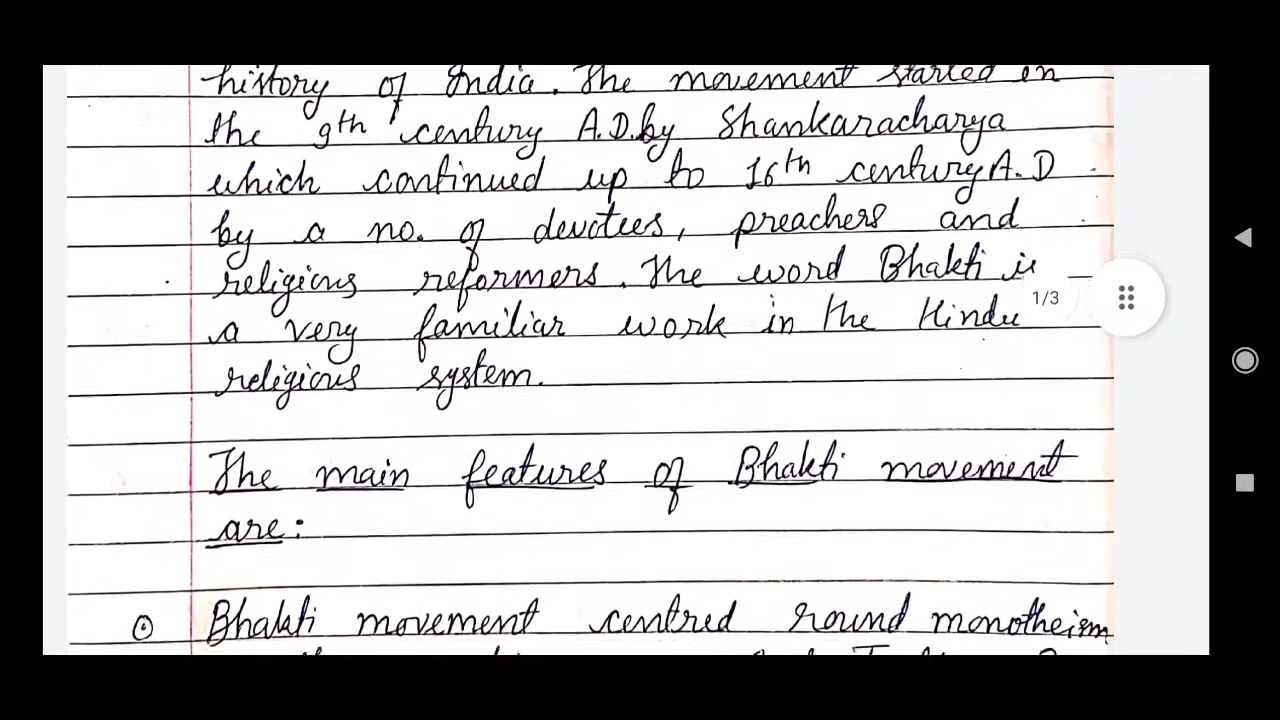 history of India. The movement started in
the 9th century A.D. by Shankaracharya
which continued up to 16th century A.D
by a no. of devotees, preachers and
religious reformers. The word Bhakti is
1/3
a very familiar work in the Hindu
religious system.
The main features of Bhakti movement
are:
Bhakti movement centred round monotheism